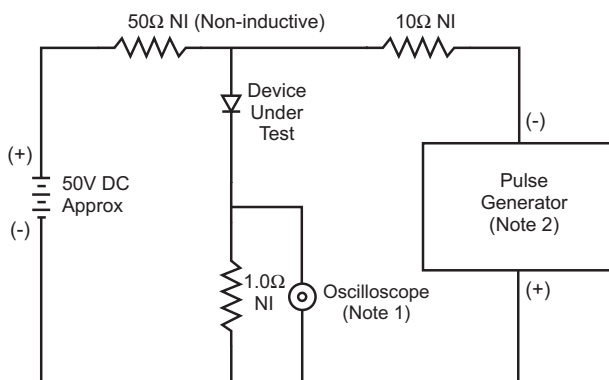 50Ω NI (Non-inductive)
10Ω NI
Device
Under
Test
(+)
50V DC
Approx
(-)
(-)
Pulse
Generator
(Note 2)
(+)
1.0Ω
NI
Oscilloscope
(Note 1)